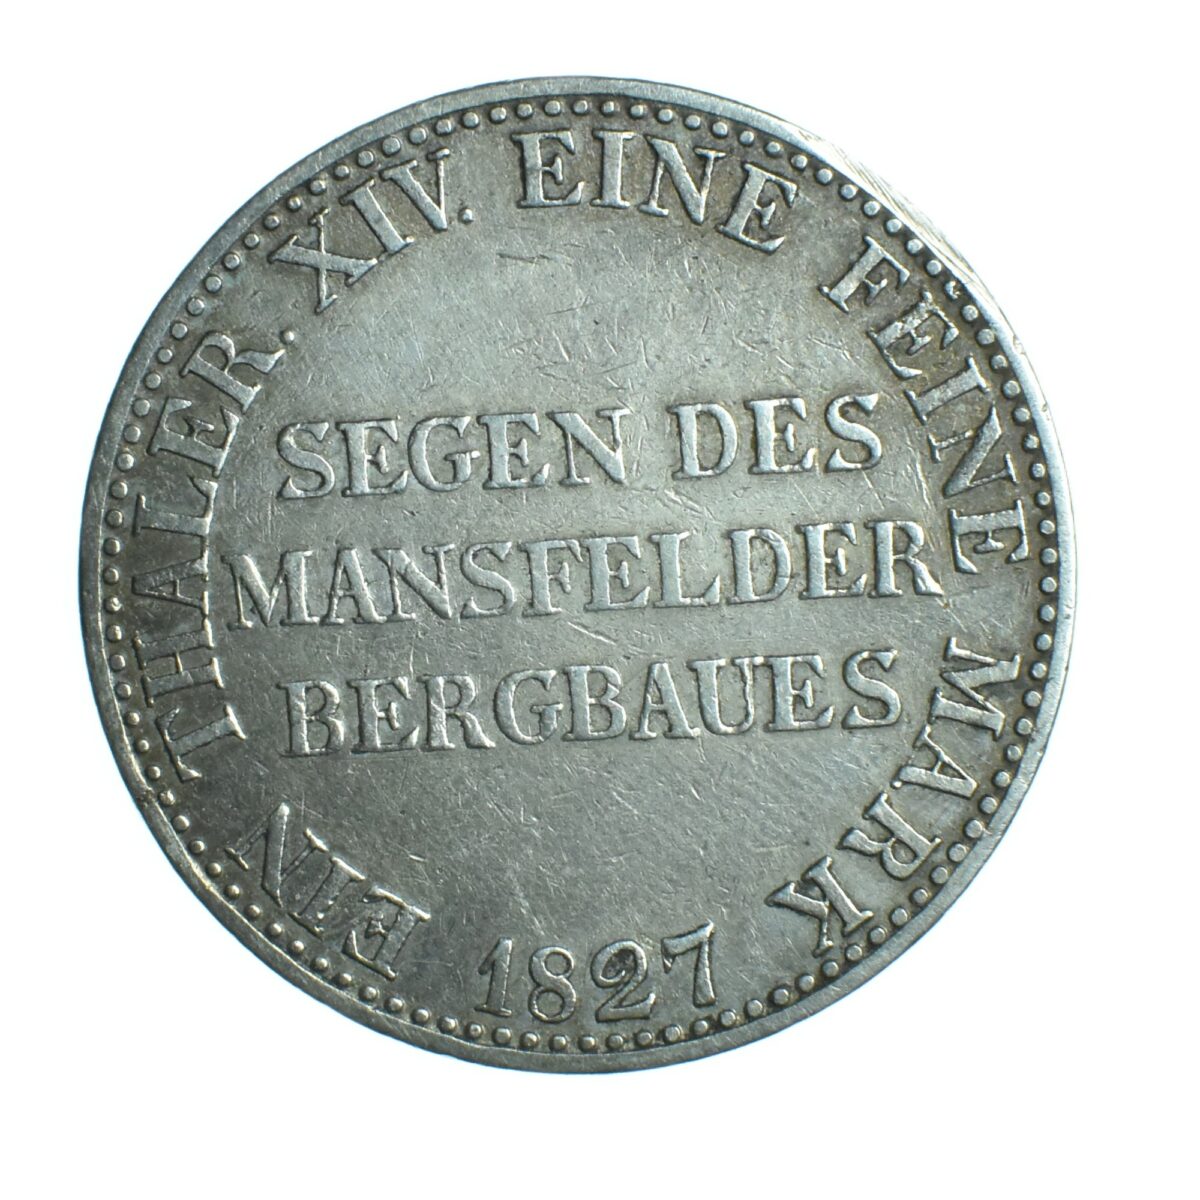 EIN THALER. XIV. EINE FEINE MARK
SEGEN DES
MANSFELDER
BERGBAUES
1827